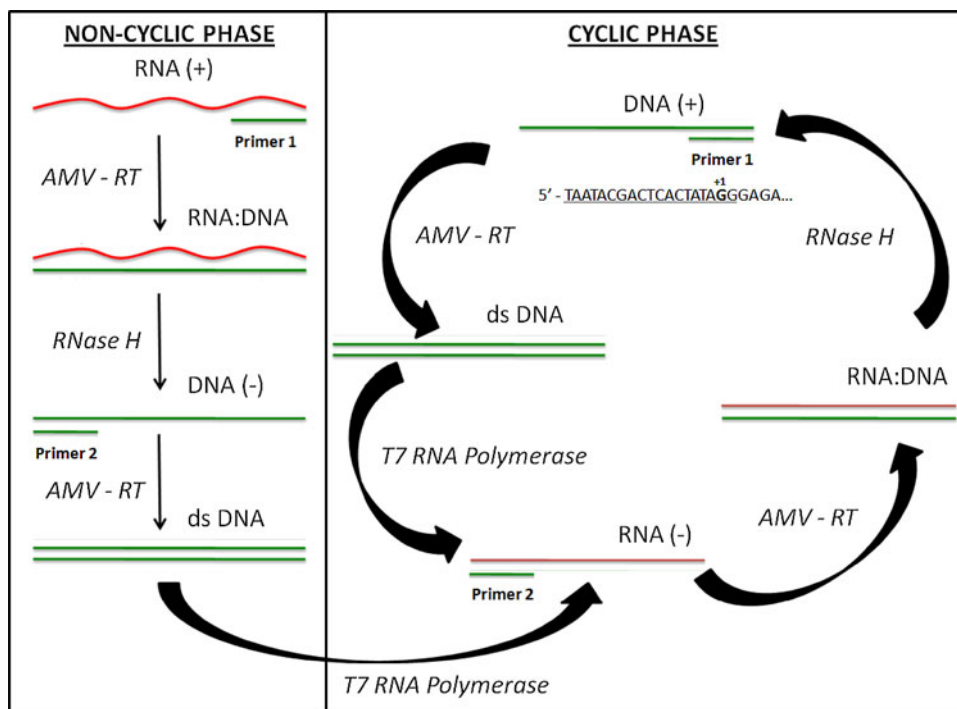 NON-CYCLIC PHASE
RNA (+)
Primer 1
AMV - RT
RNA:DNA
RNase H
DNA (-)
Primer 2
AMV - RT
ds DNA
CYCLIC PHASE
DNA (+)
Primer 1
+1
5' - TAATACGACTCACTATAGGGAGA...
AMV - RT
RNase H
ds DNA
RNA:DNA
T7 RNA Polymerase
AMV - RT
RNA (-)
Primer 2
T7 RNA Polymerase